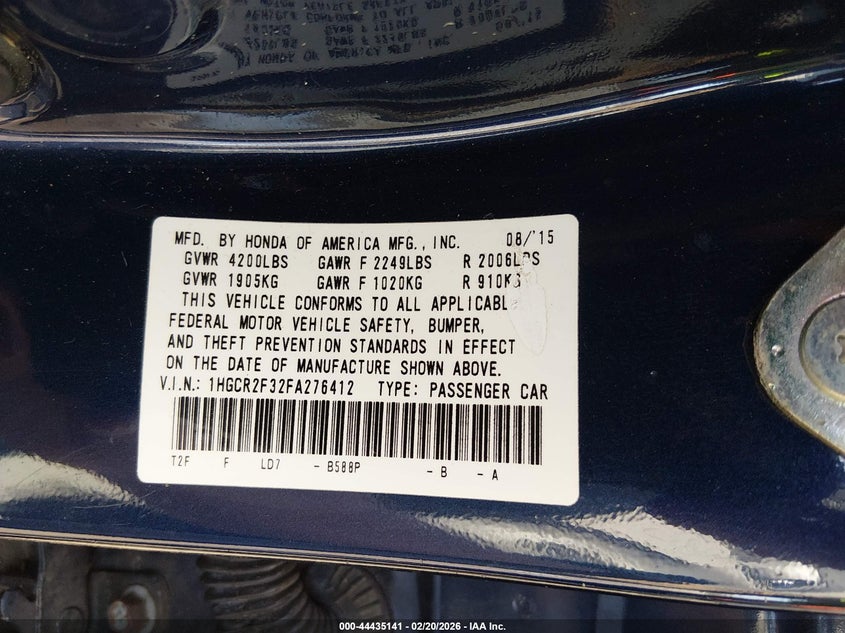 MFD. BY HONDA OF AMERICA MFG., INC. 08/'15
GVWR 4200LBS GAWR F 2249LBS R 2006LBS
GVWR 1905KG GAWR F 1020KG R 910KG
THIS VEHICLE CONFORMS TO ALL APPLICABLE
FEDERAL MOTOR VEHICLE SAFETY, BUMPER,
AND THEFT PREVENTION STANDARDS IN EFFECT
ON THE DATE OF MANUFACTURE SHOWN ABOVE.
V.I.N.: 1HGCR2F32FA276412 TYPE: PASSENGER CAR
T2F F LD7 - B588P - B - A
000-44435141 - 02/20/2026 - IAA Inc.